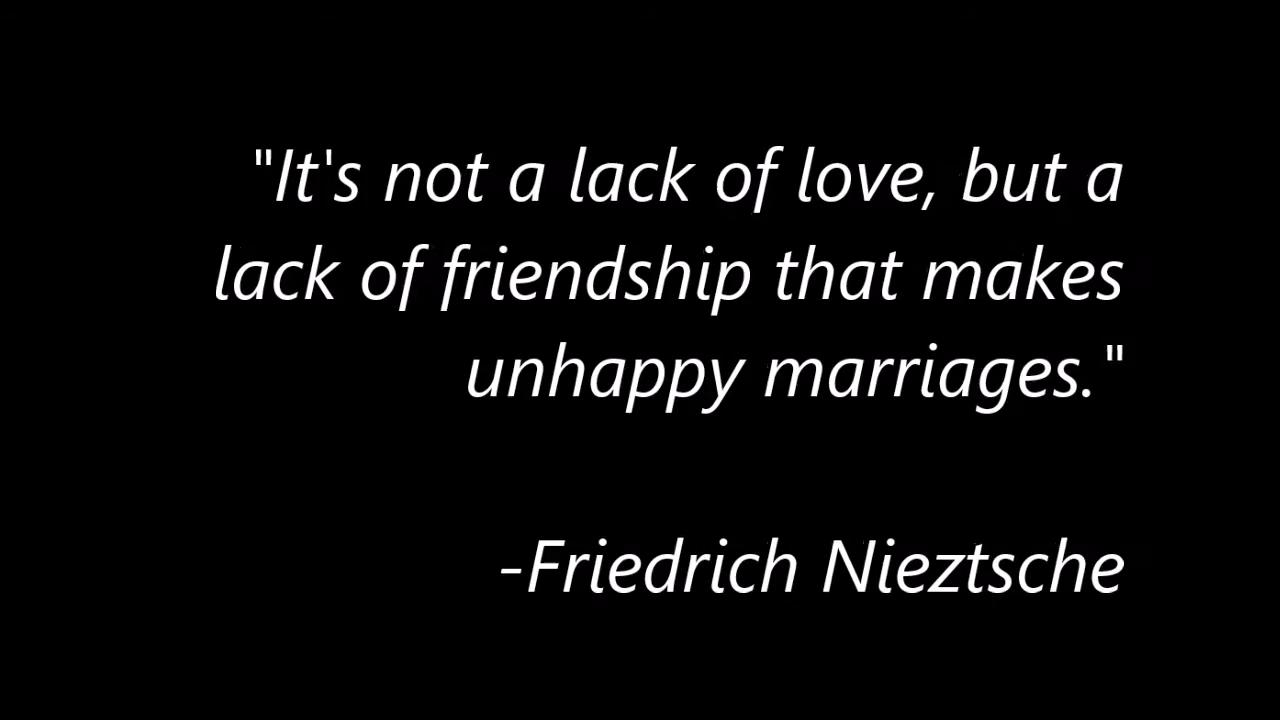 "It's not a lack of love, but a
lack of friendship that makes
unhappy marriages."
-Friedrich Nieztsche